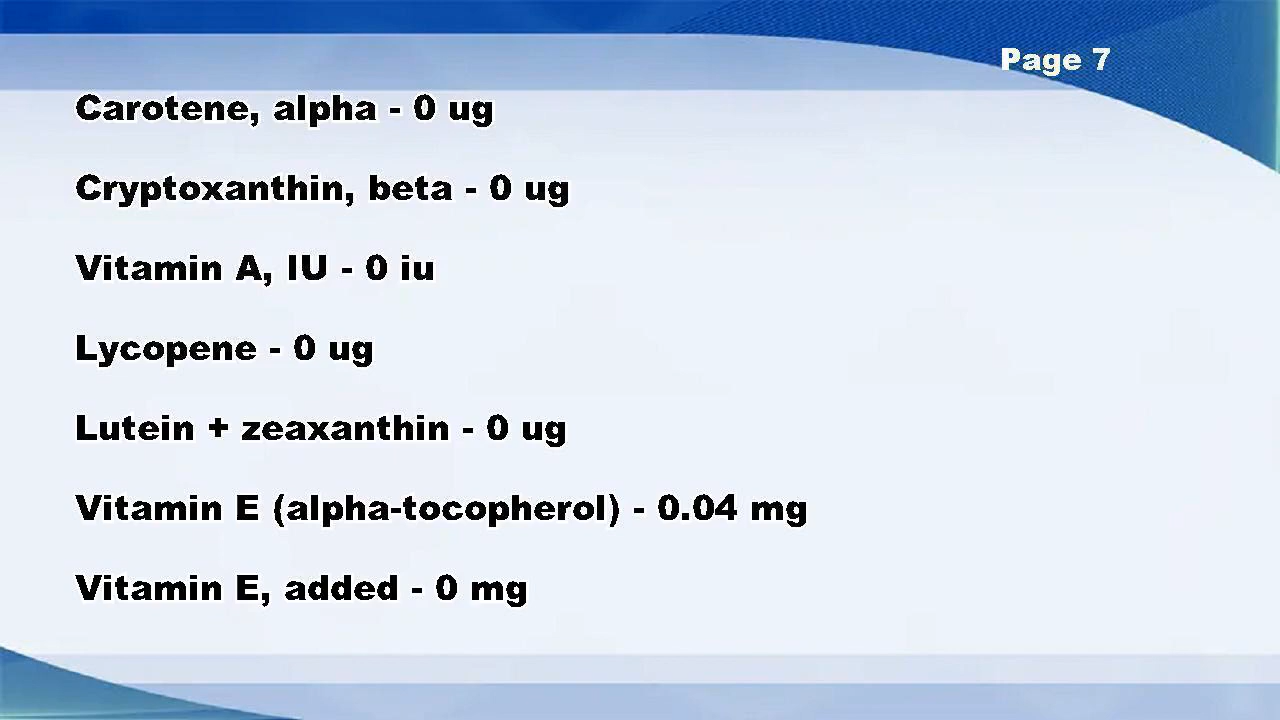 Page 7
Carotene, alpha - 0 ug
Cryptoxanthin, beta - 0 ug
Vitamin A, IU - 0 iu
Lycopene - 0 ug
Lutein + zeaxanthin - 0 ug
Vitamin E (alpha-tocopherol) - 0.04 mg
Vitamin E, added - 0 mg